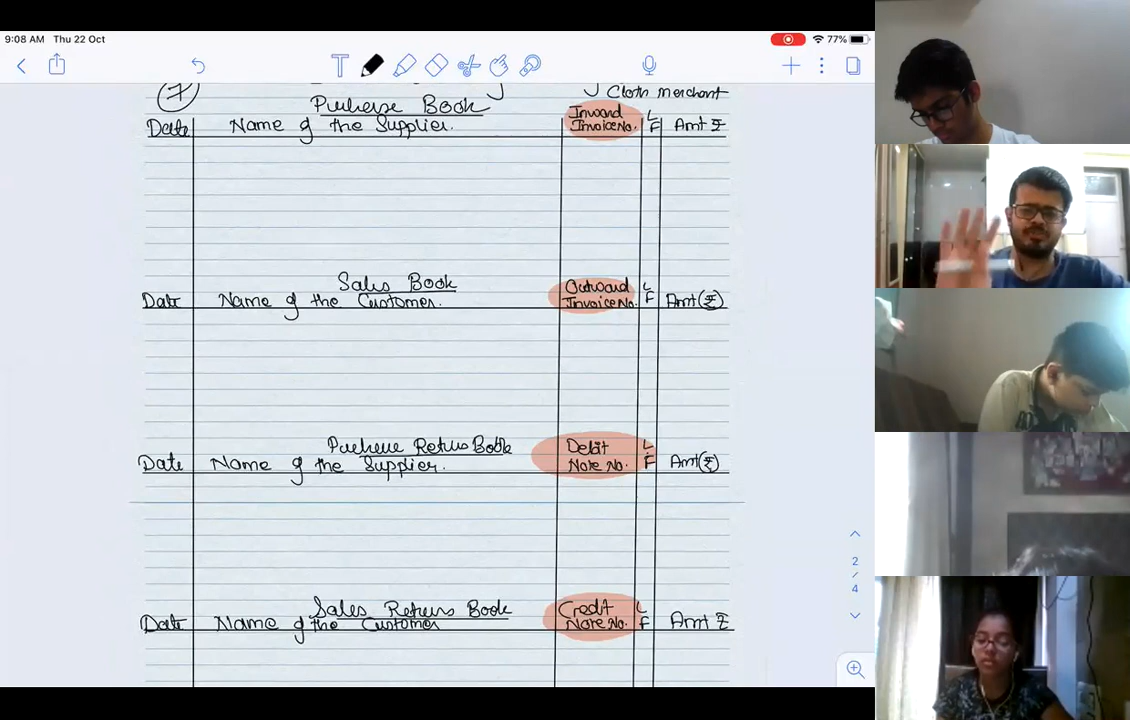 9:08 AM Thu 22 Oct
77%
T
7
Cloth merchant
Purchase Book
Date Name of the Supplier. Inward Invoice No. L F Amt ₹
Sales Book
Date Name of the Customer. Outward Invoice No. L F Amt (₹)
Purchase Return Book
Date Name of the Supplier. Debit Note No. L F Amt (₹)
2
/
4
Sales Return Book
Date Name of the Customer Credit Note No. L F Amt ₹